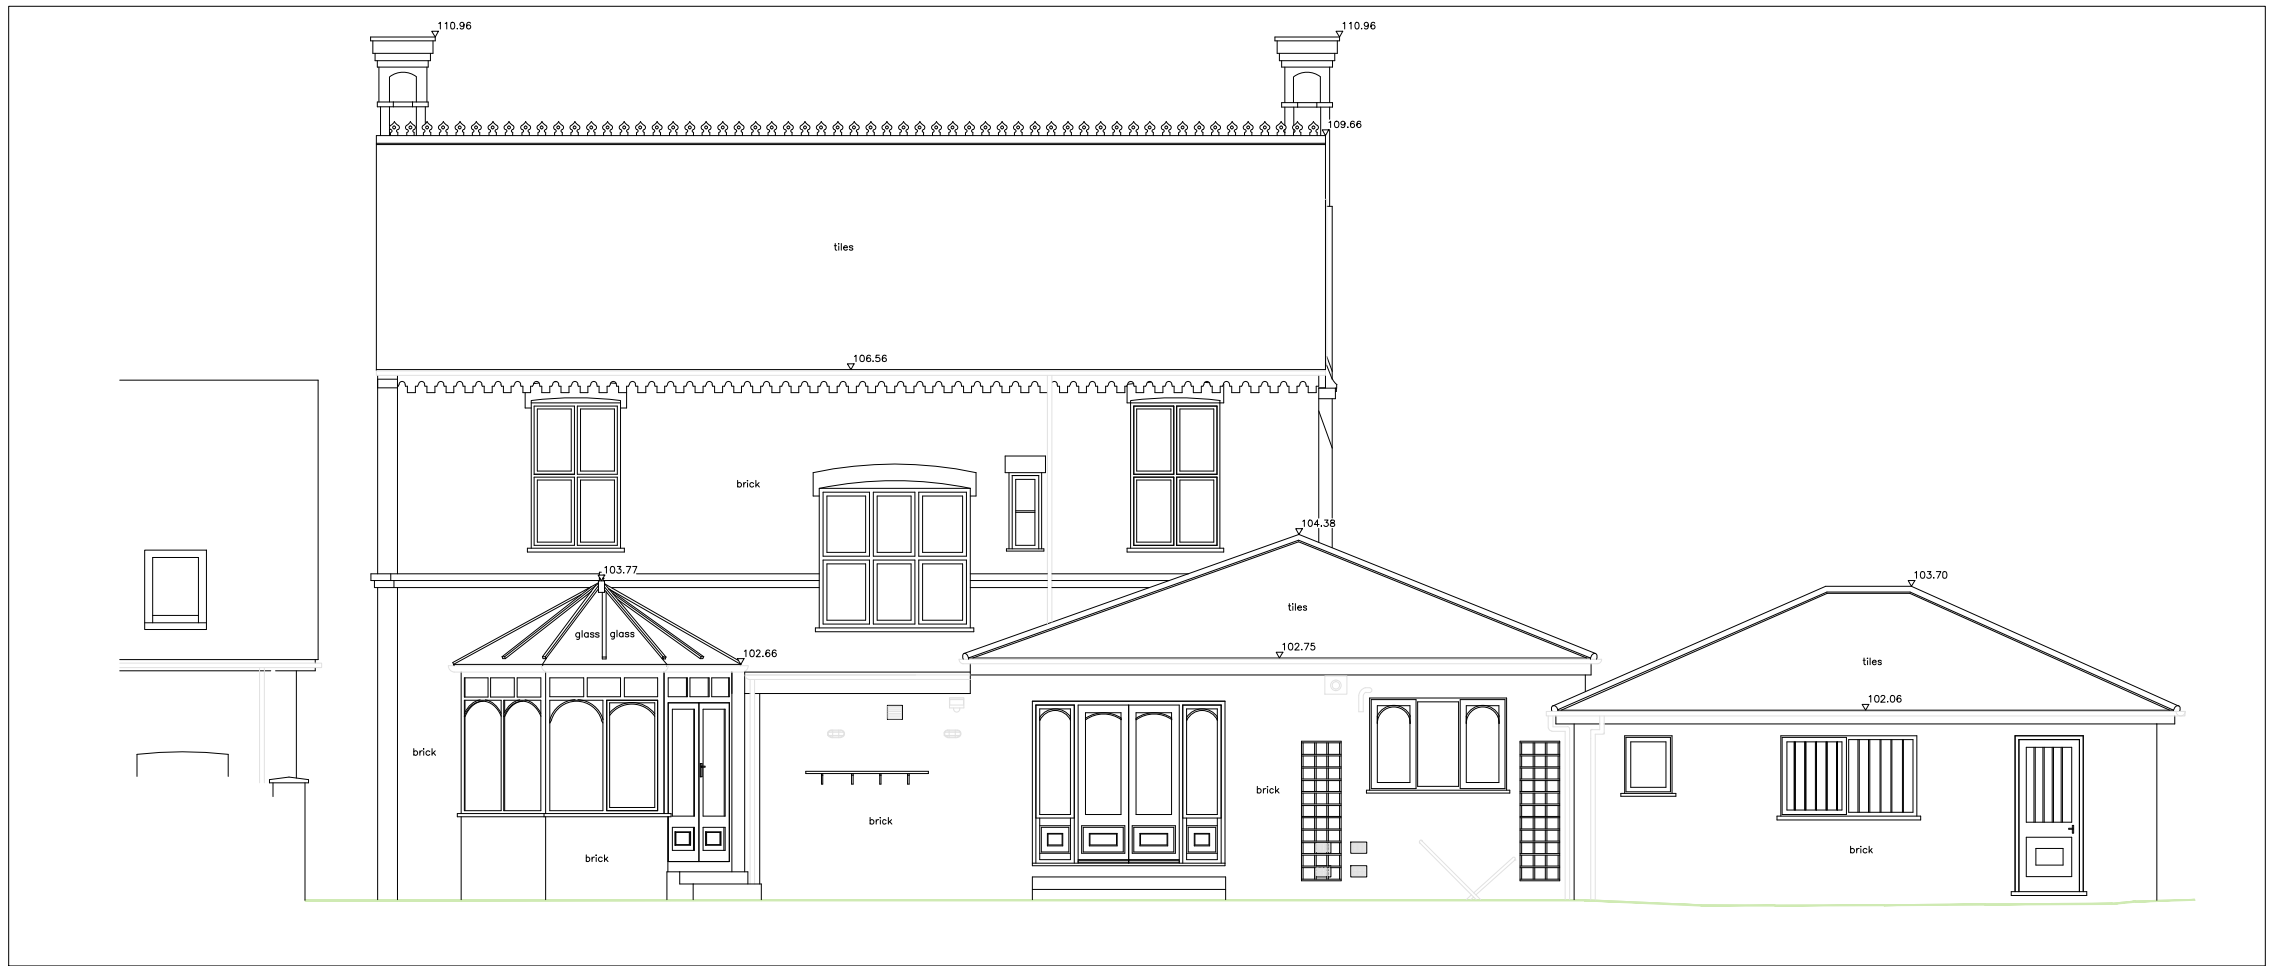 110.96
110.96
109.66
tiles
106.56
brick
104.38
103.77
103.70
tiles
glass
glass
102.75
102.66
tiles
102.06
brick
brick
brick
brick
brick